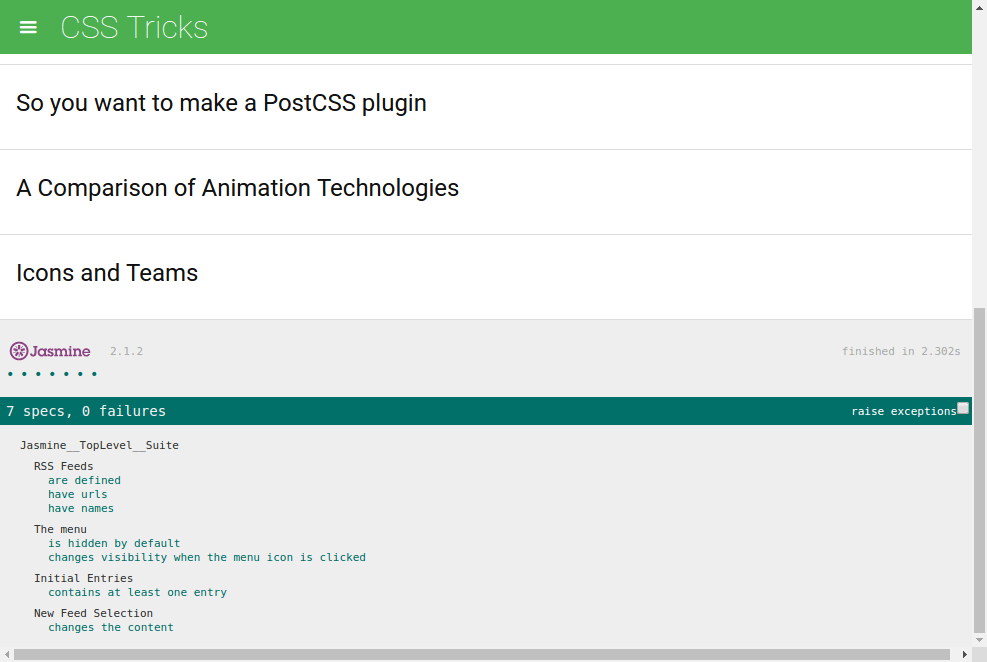 CSS Tricks
So you want to make a PostCSS plugin
A Comparison of Animation Technologies
Icons and Teams
Jasmine 2.1.2 finished in 2.302s
7 specs, 0 failures raise exceptions
Jasmine__TopLevel__Suite
RSS Feeds
are defined
have urls
have names
The menu
is hidden by default
changes visibility when the menu icon is clicked
Initial Entries
contains at least one entry
New Feed Selection
changes the content